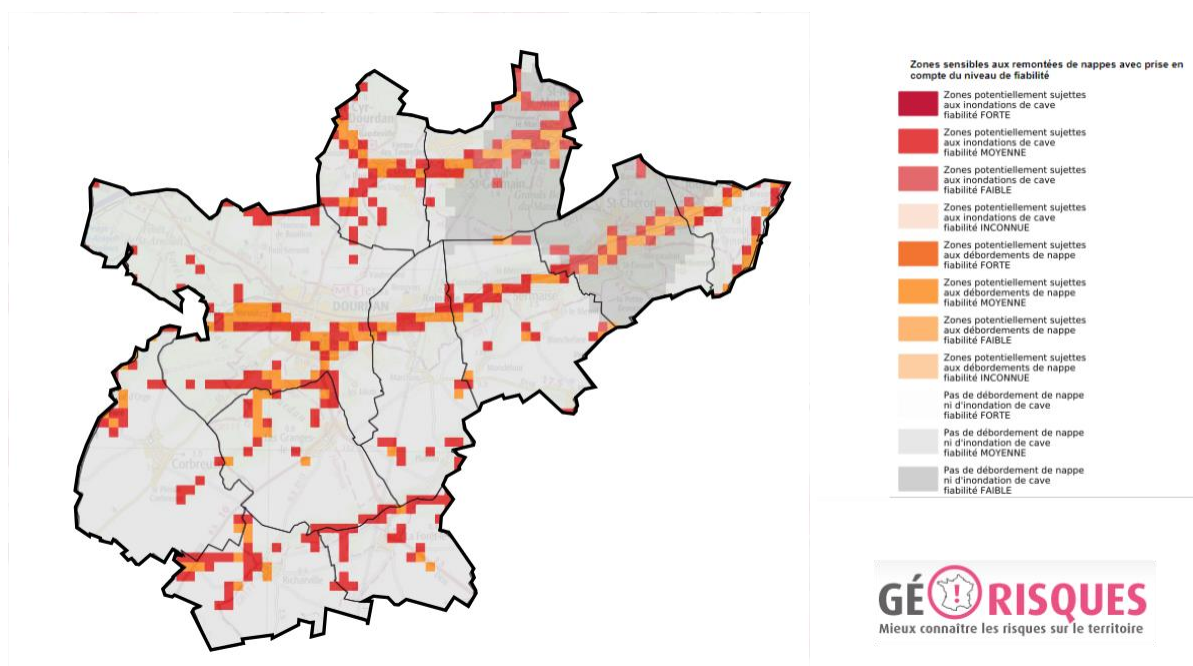 Zones sensibles aux remontées de nappes avec prise en
compte du niveau de fiabilité
Zones potentiellement sujettes
aux inondations de cave
fiabilité FORTE
Zones potentiellement sujettes
aux inondations de cave
fiabilité MOYENNE
Zones potentiellement sujettes
aux inondations de cave
fiabilité FAIBLE
Zones potentiellement sujettes
aux inondations de cave
fiabilité INCONNUE
Zones potentiellement sujettes
aux débordements de nappe
fiabilité FORTE
Zones potentiellement sujettes
aux débordements de nappe
fiabilité MOYENNE
Zones potentiellement sujettes
aux débordements de nappe
fiabilité FAIBLE
Zones potentiellement sujettes
aux débordements de nappe
fiabilité INCONNUE
Pas de débordement de nappe
ni d'inondation de cave
fiabilité FORTE
Pas de débordement de nappe
ni d'inondation de cave
fiabilité MOYENNE
Pas de débordement de nappe
ni d'inondation de cave
fiabilité FAIBLE
GÉORISQUES
Mieux connaître les risques sur le territoire
DOURDAN
St-Chéron
Corbreu
Richarville